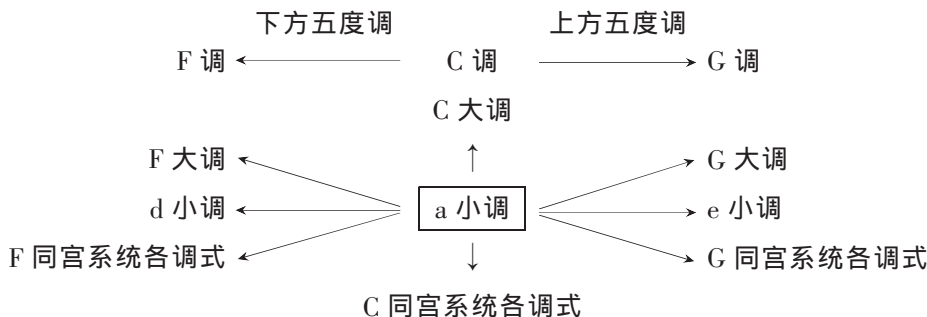 下方五度调 上方五度调
F 调 C 调 G 调
C 大调
F 大调 G 大调
d 小调 a 小调 e 小调
F 同宫系统各调式 G 同宫系统各调式
C 同宫系统各调式